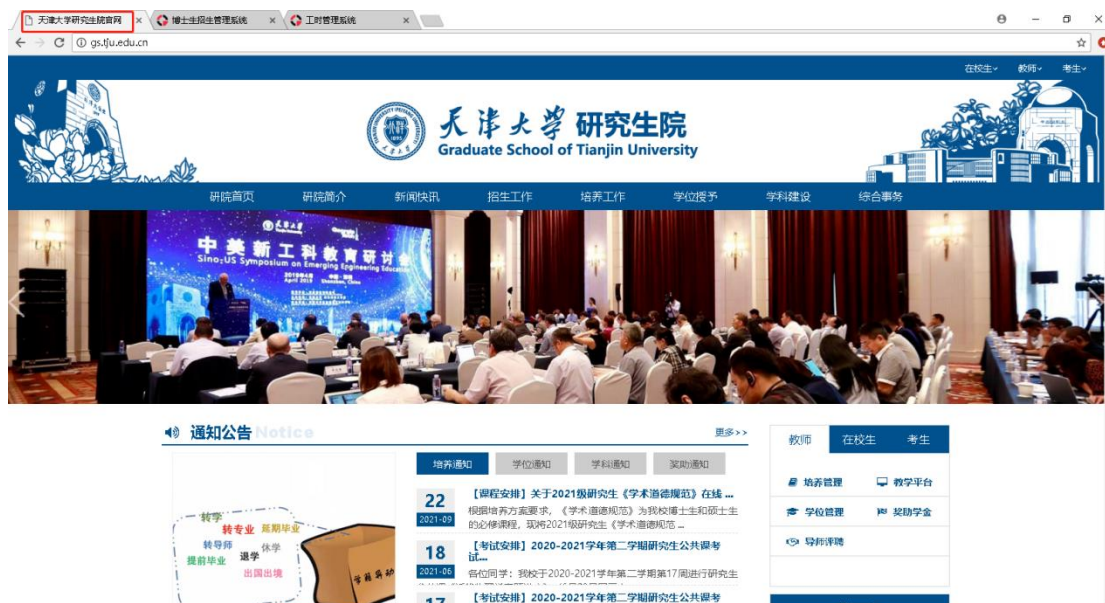 天津大学研究生院官网
博士生招生管理系统
工时管理系统
gs.tju.edu.cn
在校生 教师 考生
天津大学 研究生院
Graduate School of Tianjin University
研院首页 研院简介 新闻快讯 招生工作 培养工作 学位授予 学科建设 综合事务
天津大学
中美新工科教育研讨会
Sino-US Symposium on Emerging Engineering Education
通知公告 Notice
更多>>
培养通知 学位通知 学科通知 奖助通知
22
2021-09
【课程安排】关于2021级研究生《学术道德规范》在线 ...
根据培养方案要求，《学术道德规范》为我校博士生和硕士生
的必修课程，现将2021级研究生《学术道德规范 ...
18
2021-06
【考试安排】2020-2021学年第二学期研究生公共课考
试...
各位同学：我校于2020-2021学年第二学期第17周进行研究生
17
【考试安排】2020-2021学年第二学期研究生公共课考
转学
转专业 延期毕业
转导师 休学
提前毕业 退学
出国出境
学籍异动
教师 在校生 考生
培养管理 教学平台
学位管理 奖助学金
导师评聘